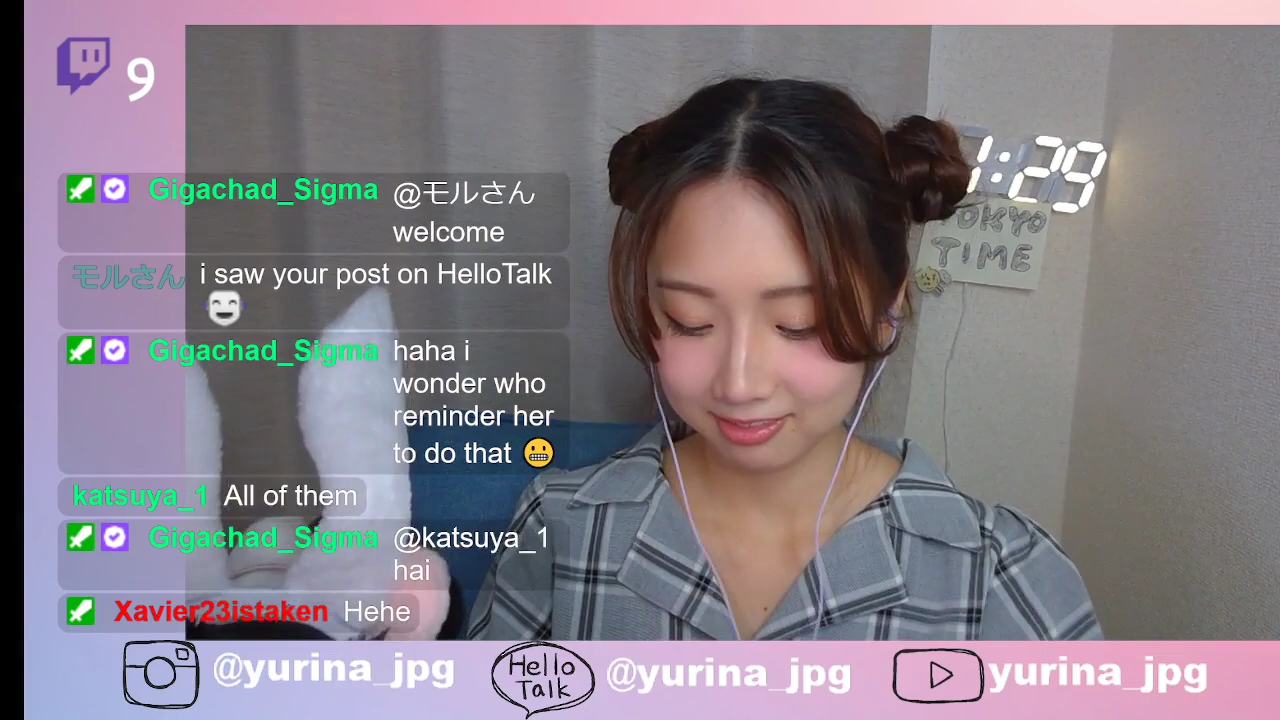 9
Gigachad_Sigma @モルさん
welcome
モルさん i saw your post on HelloTalk
Gigachad_Sigma haha i
wonder who
reminder her
to do that 😬
katsuya_1 All of them
Gigachad_Sigma @katsuya_1
hai
Xavier23istaken Hehe
:29
TOKYO
TIME
@yurina_jpg
Hello
Talk
@yurina_jpg
yurina_jpg